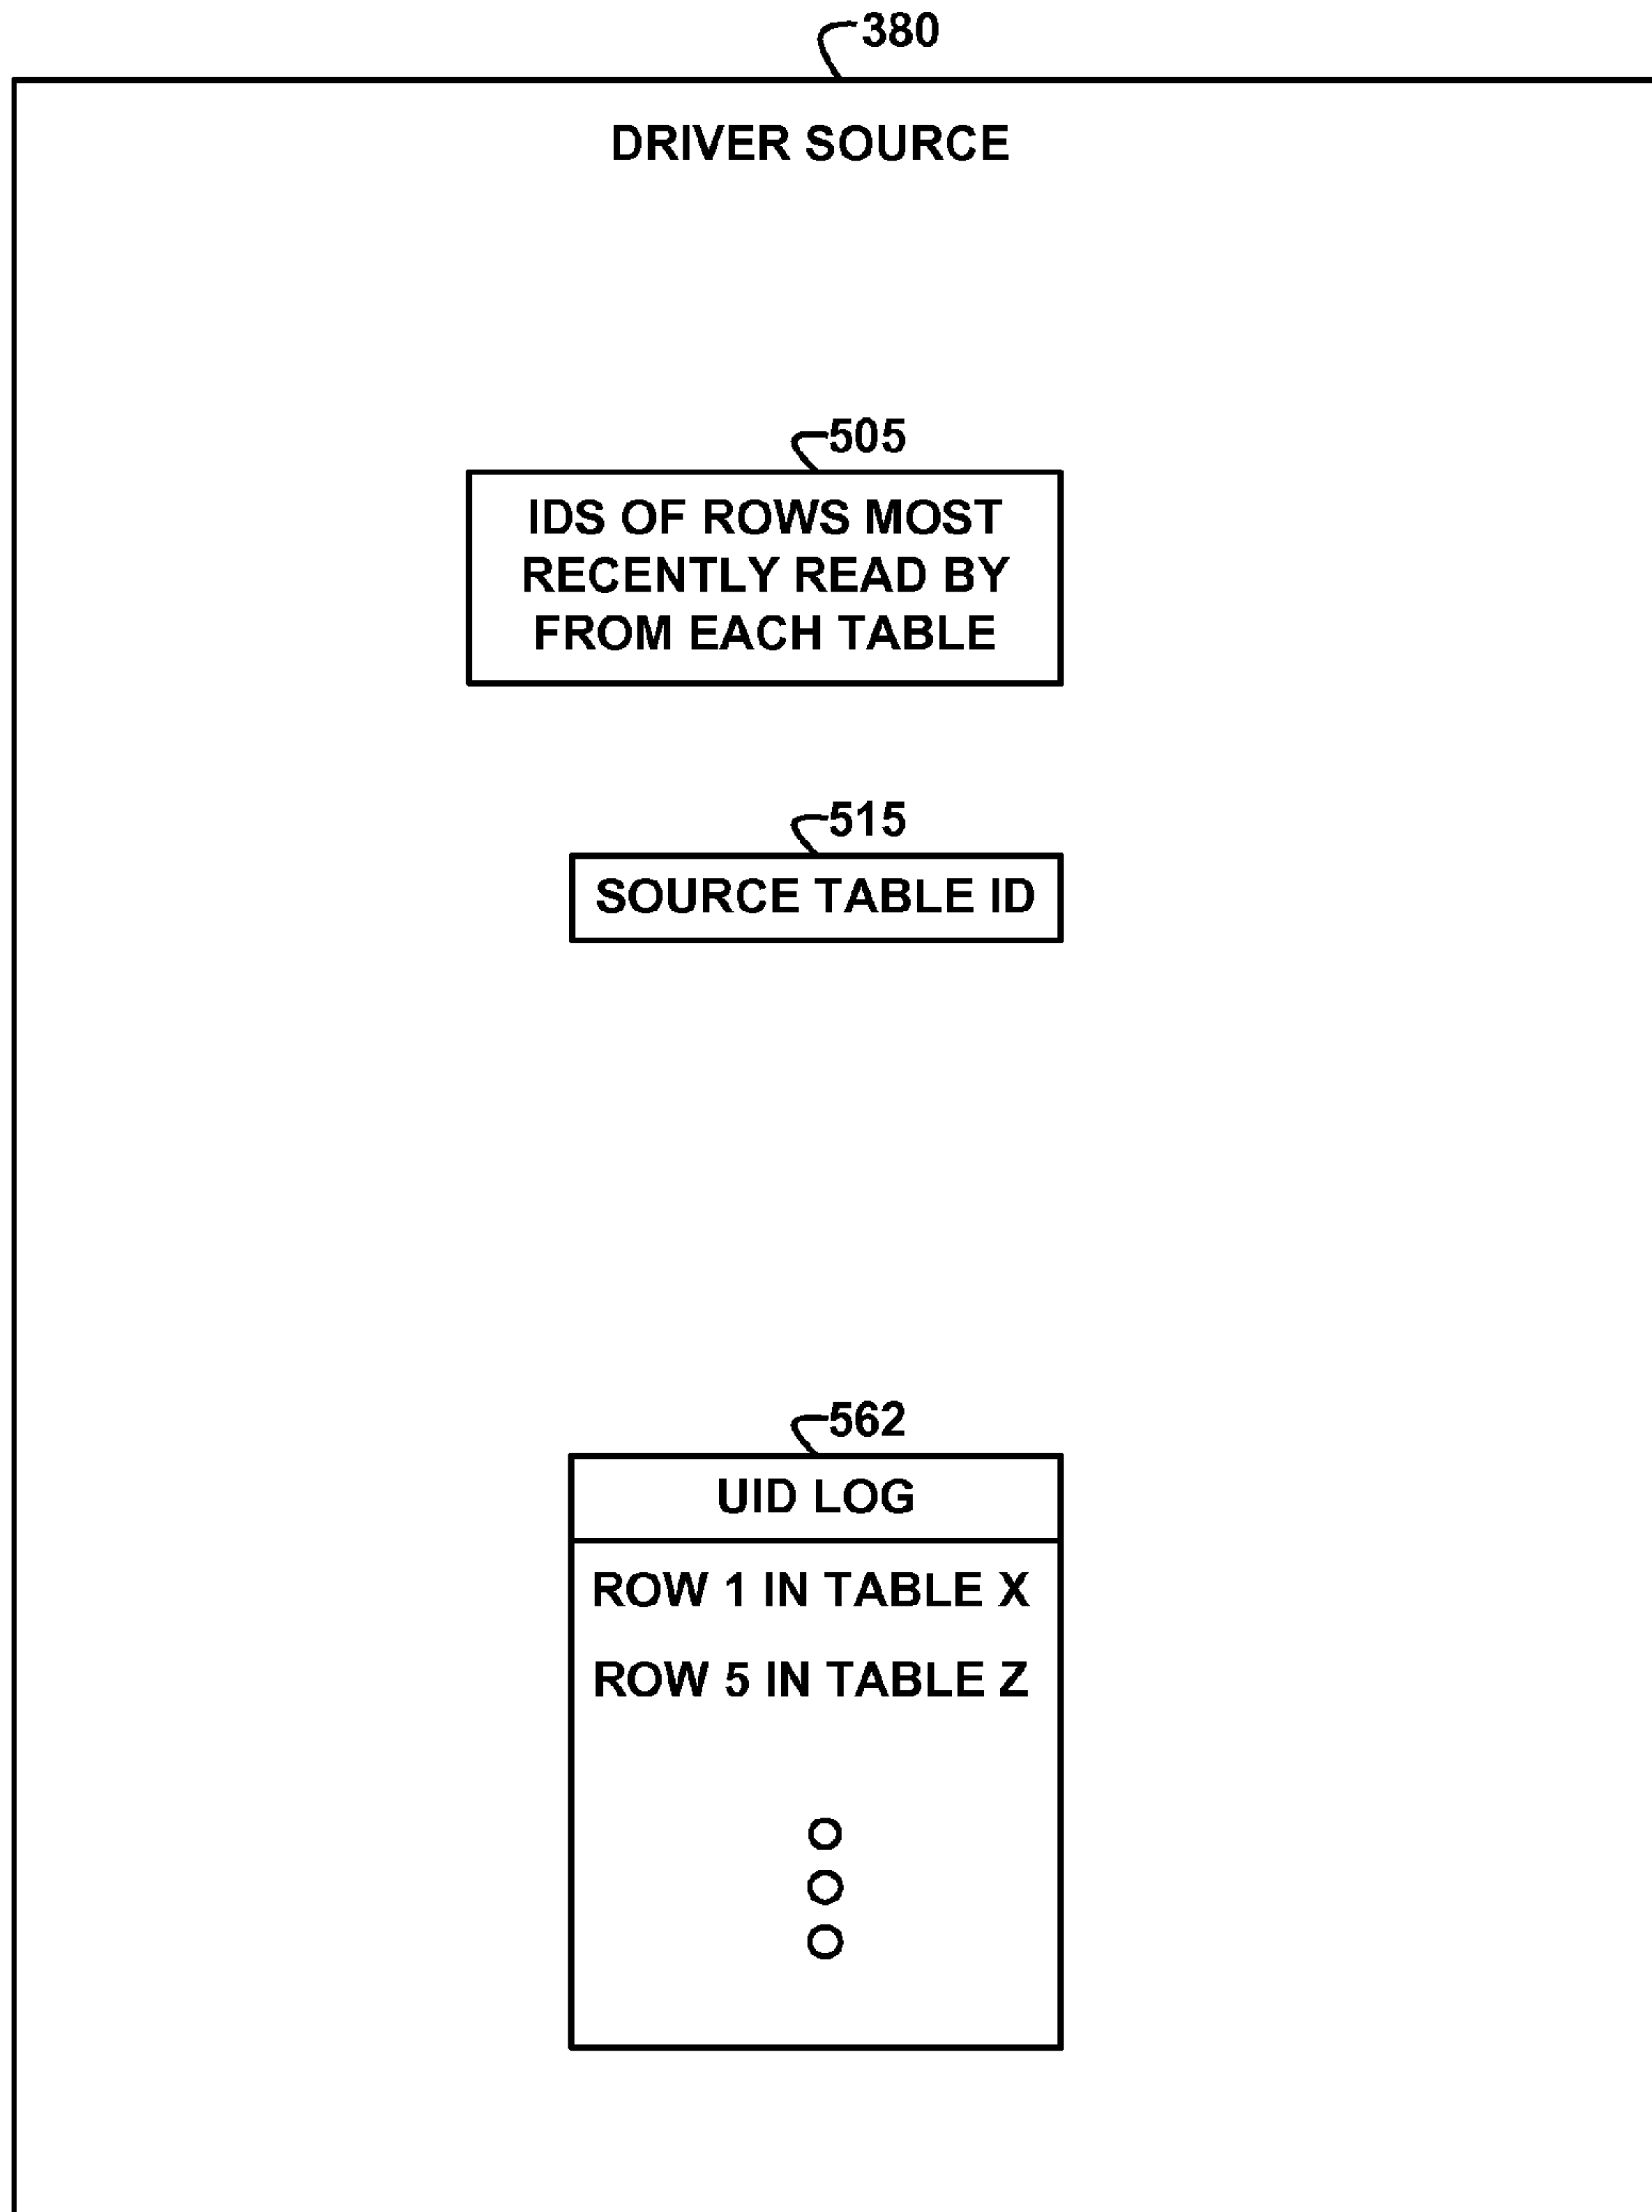 380
DRIVER SOURCE
505
IDS OF ROWS MOST
RECENTLY READ BY
FROM EACH TABLE
515
SOURCE TABLE ID
562
UID LOG
ROW 1 IN TABLE X
ROW 5 IN TABLE Z